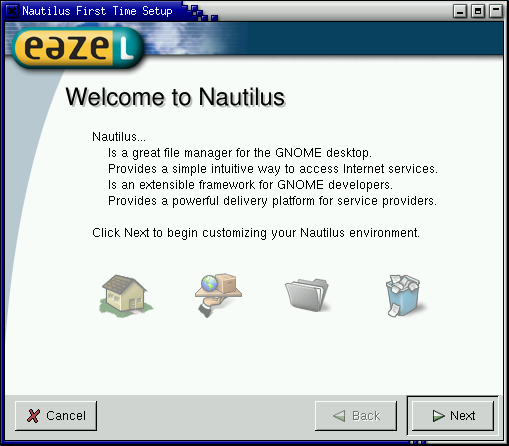 Nautilus First Time Setup
eazel
Welcome to Nautilus
Nautilus...
Is a great file manager for the GNOME desktop.
Provides a simple intuitive way to access Internet services.
Is an extensible framework for GNOME developers.
Provides a powerful delivery platform for service providers.
Click Next to begin customizing your Nautilus environment.
Cancel
Back
Next